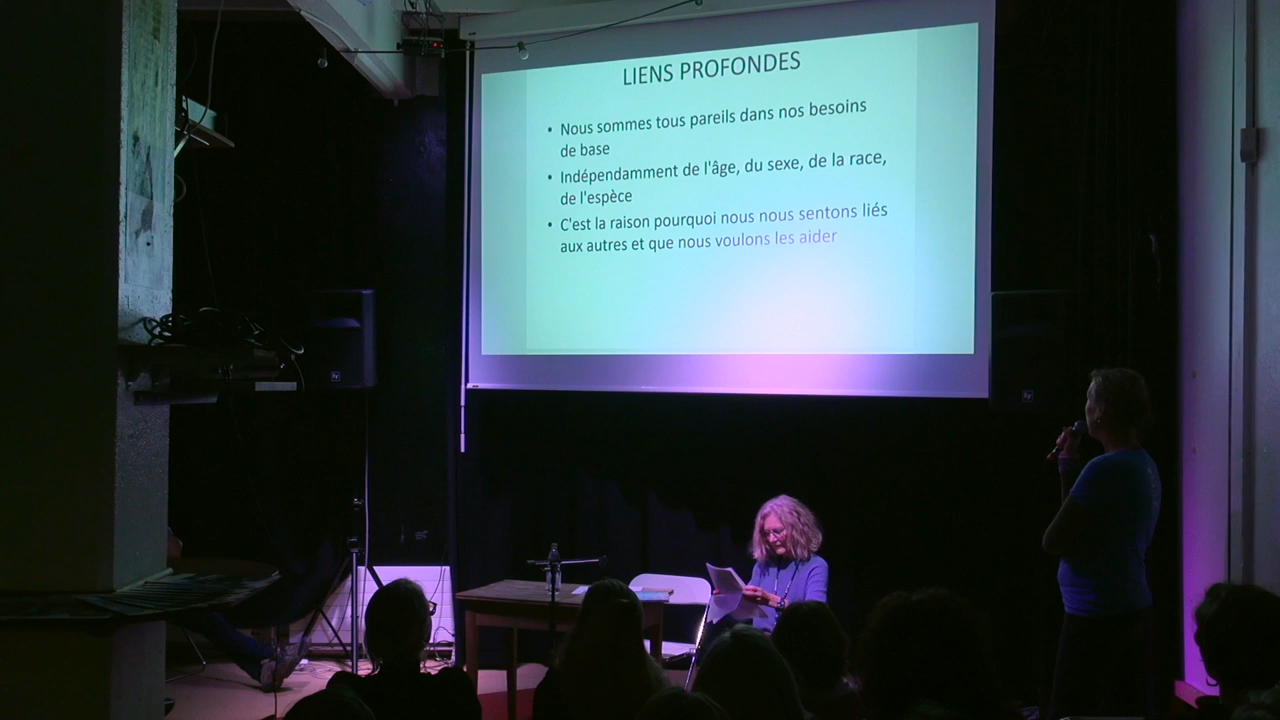 LIENS PROFONDES
• Nous sommes tous pareils dans nos besoins
de base
• Indépendamment de l'âge, du sexe, de la race,
de l'espèce
• C'est la raison pourquoi nous nous sentons liés
aux autres et que nous voulons les aider